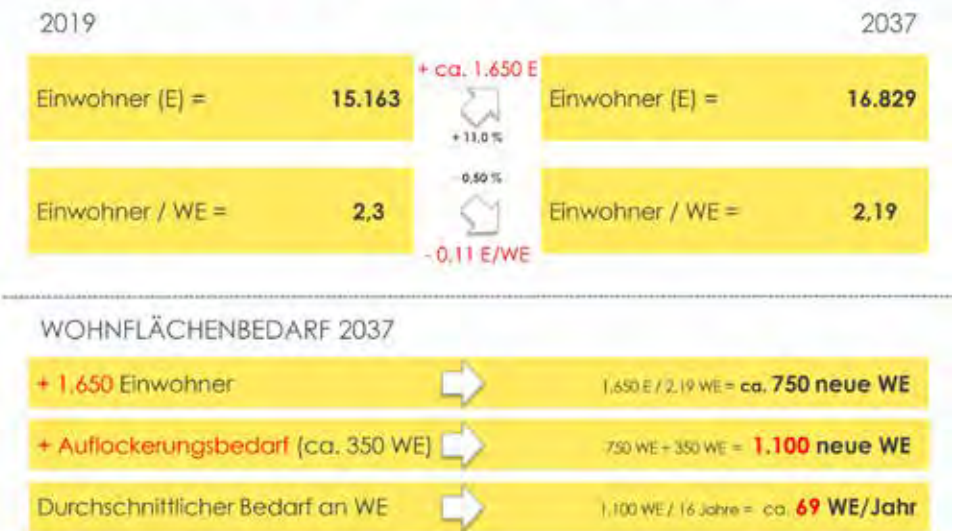 2019 2037
+ ca. 1.650 E
Einwohner (E) = 15.163 Einwohner (E) = 16.829
+ 11,0 %
- 0,50 %
Einwohner / WE = 2,3 Einwohner / WE = 2,19
- 0,11 E/WE
WOHNFLÄCHENBEDARF 2037
+ 1.650 Einwohner 1.650 E / 2,19 WE = ca. 750 neue WE
+ Auflockerungsbedarf (ca. 350 WE) 750 WE + 350 WE = 1.100 neue WE
Durchschnittlicher Bedarf an WE 1.100 WE / 16 Jahre = ca. 69 WE/Jahr